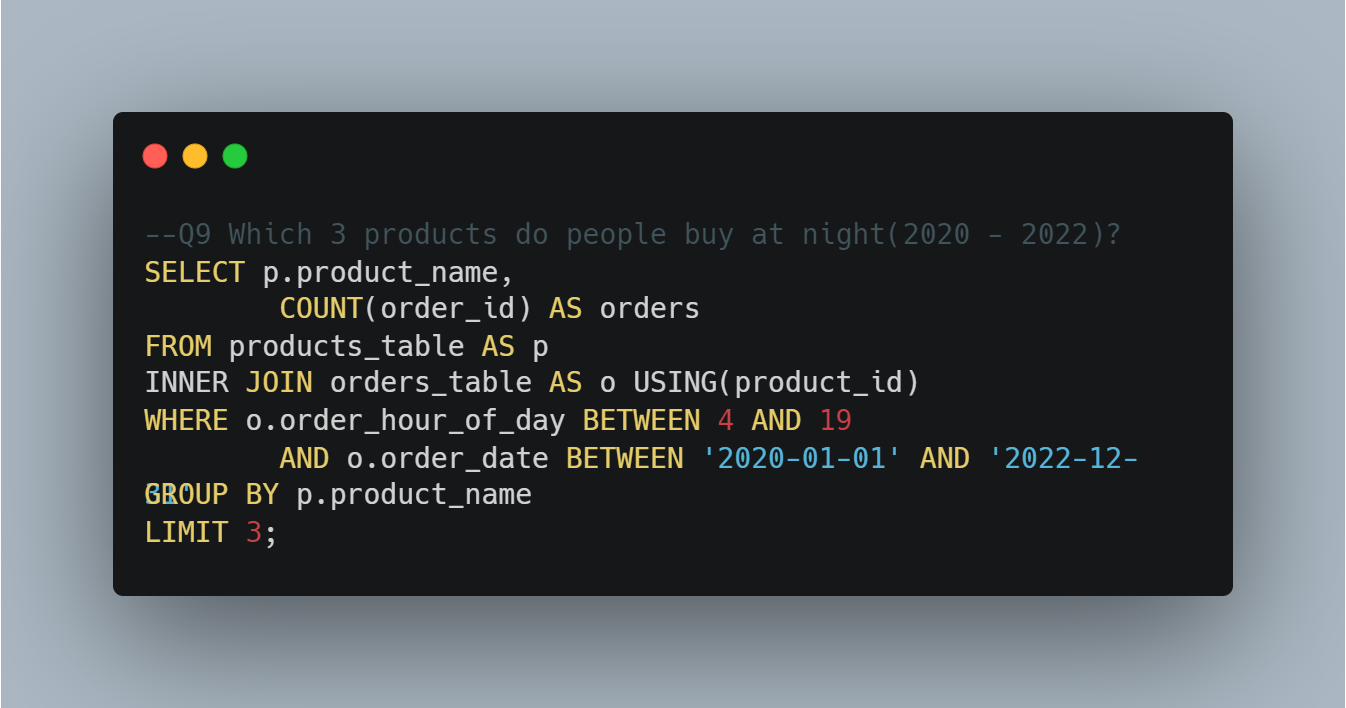 --Q9 Which 3 products do people buy at night(2020 - 2022)?
SELECT p.product_name,
        COUNT(order_id) AS orders
FROM products_table AS p
INNER JOIN orders_table AS o USING(product_id)
WHERE o.order_hour_of_day BETWEEN 4 AND 19
        AND o.order_date BETWEEN '2020-01-01' AND '2022-12-
GROUP BY p.product_name
LIMIT 3;